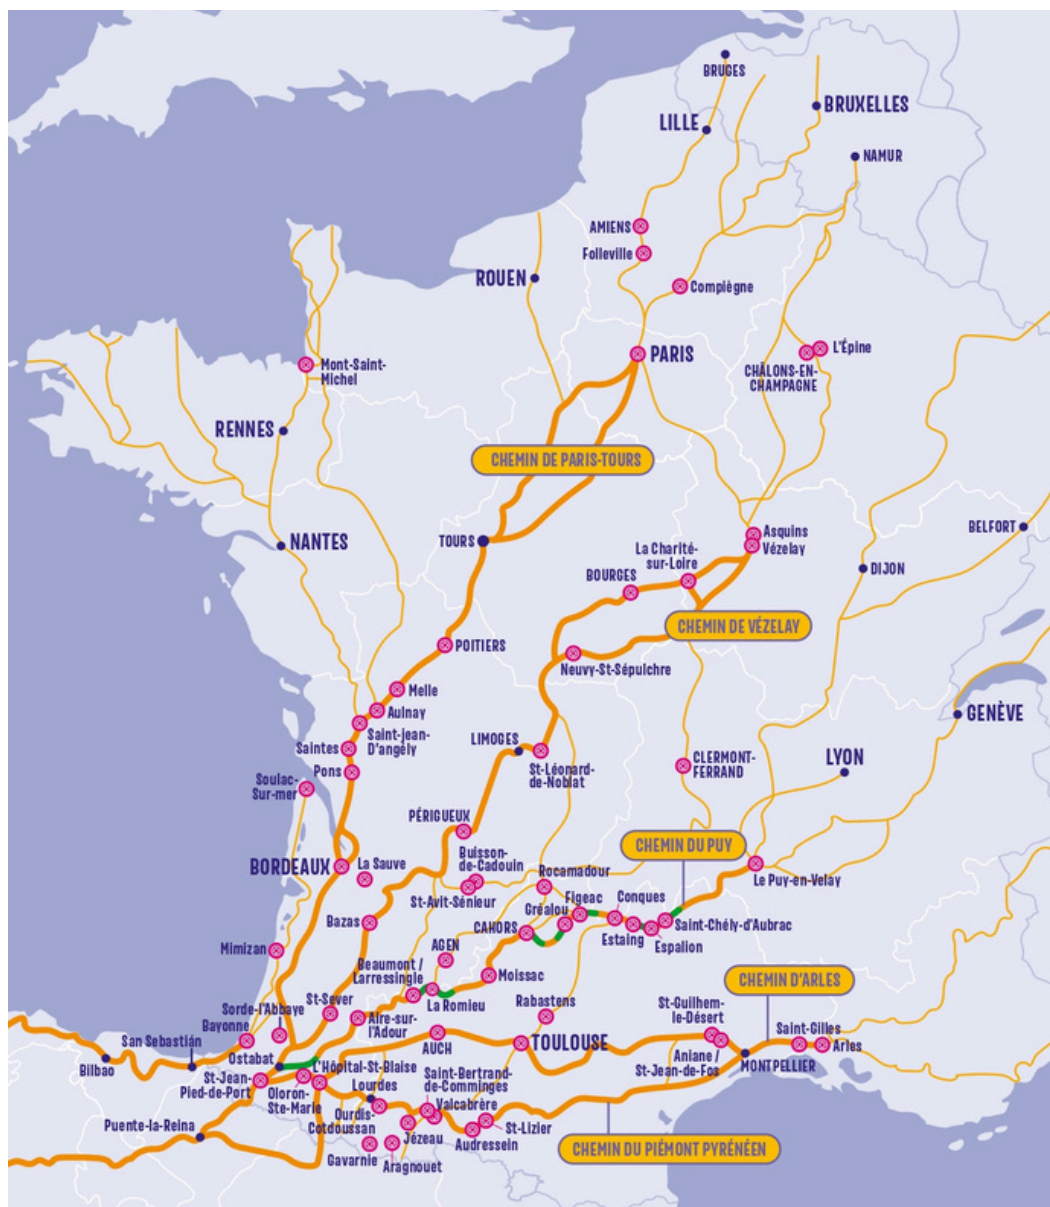 BRUGES
BRUXELLES
LILLE
NAMUR
AMIENS
Folleville
ROUEN
Compiègne
PARIS
L'Épine
CHÂLONS-EN-
CHAMPAGNE
Mont-Saint-
Michel
RENNES
CHEMIN DE PARIS-TOURS
NANTES
TOURS
Asquins
Vézelay
La Charité-
sur-Loire
BOURGES
BELFORT
DIJON
CHEMIN DE VÉZELAY
POITIERS
Neuvy-St-Sépulchre
Melle
Aulnay
Saint-jean-
D'angély
GENÈVE
Saintes
LIMOGES
Pons
St-Léonard-
de-Noblat
CLERMONT-
FERRAND
LYON
Soulac-
Sur-mer
PÉRIGUEUX
CHEMIN DU PUY
BORDEAUX
La Sauve
Buisson-
de-Cadouin
St-Avit-Sénieur
Rocamadour
Le Puy-en-Velay
Figeac
Conques
Gréalou
Bazas
CAHORS
Saint-Chély-d'Aubrac
Estaing
Espalion
Mimizan
AGEN
Beaumont /
Larressingle
Moissac
La Romieu
CHEMIN D'ARLES
Sorde-l'Abbaye
St-Sever
Rabastens
St-Guilhem-
le-Désert
Bayonne
Aire-sur-
l'Adour
Saint-Gilles
San Sebastián
AUCH
TOULOUSE
Arles
Ostabat
Bilbao
L'Hôpital-St-Blaise
Aniane /
St-Jean-de-Fos
MONTPELLIER
St-Jean-
Pied-de-Port
Oloron-
Ste-Marie
Lourdes
Saint-Bertrand-
de-Comminges
Valcabrère
Ourdis-
Cotdoussan
Puente-la-Reina
Jézeau
St-Lizier
Audressein
Gavarnie
Aragnouet
CHEMIN DU PIÉMONT PYRÉNÉEN